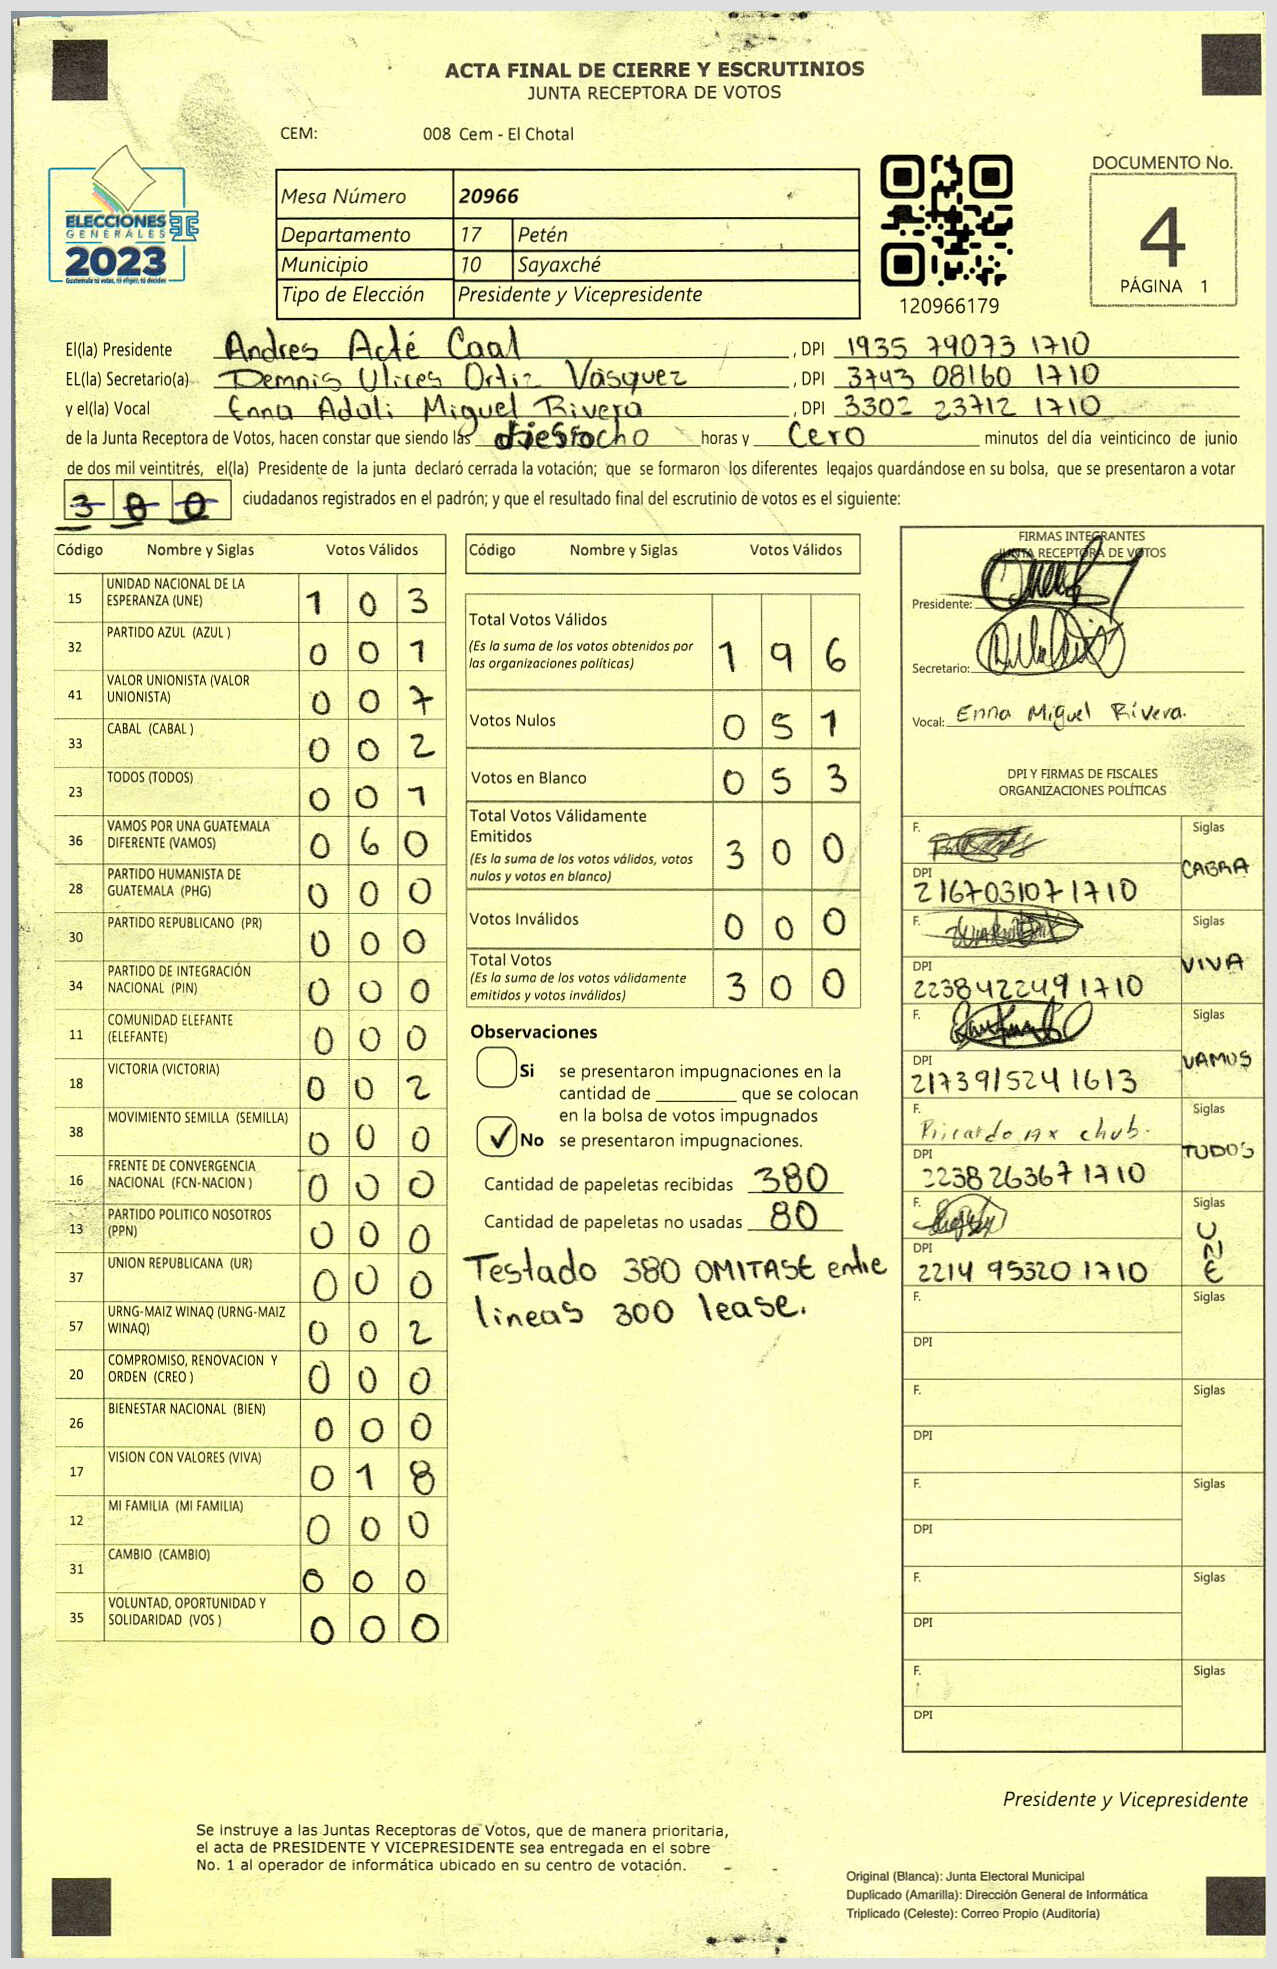 ACTA FINAL DE CIERRE Y ESCRUTINIOS
JUNTA RECEPTORA DE VOTOS
CEM: 008 Cem - El Chotal
ELECCIONES
GENERALES
2023
Guatemala tú votas, tú eliges, tú decides
Mesa Número 20966
Departamento 17 Petén
Municipio 10 Sayaxché
Tipo de Elección Presidente y Vicepresidente
120966179
DOCUMENTO No.
4
PÁGINA 1
El(la) Presidente Andres Acté Caal , DPI 1935 79073 1710
EL(la) Secretario(a) Demnis Ulices Ortiz Vásquez , DPI 3743 08160 1710
y el(la) Vocal Enna Adali Miguel Rivera , DPI 3302 23712 1710
de la Junta Receptora de Votos, hacen constar que siendo las dieciocho horas y cero minutos del día veinticinco de junio
de dos mil veintitrés, el(la) Presidente de la junta declaró cerrada la votación; que se formaron los diferentes legajos guardándose en su bolsa, que se presentaron a votar
3 8 0 ciudadanos registrados en el padrón; y que el resultado final del escrutinio de votos es el siguiente:
Código Nombre y Siglas Votos Válidos
15 UNIDAD NACIONAL DE LA ESPERANZA (UNE) 1 0 3
32 PARTIDO AZUL (AZUL ) 0 0 1
41 VALOR UNIONISTA (VALOR UNIONISTA) 0 0 7
33 CABAL (CABAL ) 0 0 2
23 TODOS (TODOS) 0 0 1
36 VAMOS POR UNA GUATEMALA DIFERENTE (VAMOS) 0 6 0
28 PARTIDO HUMANISTA DE GUATEMALA (PHG) 0 0 0
30 PARTIDO REPUBLICANO (PR) 0 0 0
34 PARTIDO DE INTEGRACIÓN NACIONAL (PIN) 0 0 0
11 COMUNIDAD ELEFANTE (ELEFANTE) 0 0 0
18 VICTORIA (VICTORIA) 0 0 2
38 MOVIMIENTO SEMILLA (SEMILLA) 0 0 0
16 FRENTE DE CONVERGENCIA NACIONAL (FCN-NACION ) 0 0 0
13 PARTIDO POLITICO NOSOTROS (PPN) 0 0 0
37 UNION REPUBLICANA (UR) 0 0 0
57 URNG-MAIZ WINAQ (URNG-MAIZ WINAQ) 0 0 2
20 COMPROMISO, RENOVACION Y ORDEN (CREO ) 0 0 0
26 BIENESTAR NACIONAL (BIEN) 0 0 0
17 VISION CON VALORES (VIVA) 0 1 8
12 MI FAMILIA (MI FAMILIA) 0 0 0
31 CAMBIO (CAMBIO) 0 0 0
35 VOLUNTAD, OPORTUNIDAD Y SOLIDARIDAD (VOS ) 0 0 0
Código Nombre y Siglas Votos Válidos
Total Votos Válidos 1 9 6
(Es la suma de los votos obtenidos por
las organizaciones políticas)
Votos Nulos 0 5 1
Votos en Blanco 0 5 3
Total Votos Válidamente
Emitidos 3 0 0
(Es la suma de los votos válidos, votos
nulos y votos en blanco)
Votos Inválidos 0 0 0
Total Votos 3 0 0
(Es la suma de los votos válidamente
emitidos y votos inválidos)
Observaciones
Si se presentaron impugnaciones en la
cantidad de ________ que se colocan
en la bolsa de votos impugnados
✓ No se presentaron impugnaciones.
Cantidad de papeletas recibidas 380
Cantidad de papeletas no usadas 80
Testado 380 OMITASE entre
lineas 300 lease.
FIRMAS INTEGRANTES
JUNTA RECEPTORA DE VOTOS
Presidente:
Secretario:
Vocal: Enna Miguel Rivera.
DPI Y FIRMAS DE FISCALES
ORGANIZACIONES POLÍTICAS
F. Siglas
CABRA
DPI
2167031071710
F. Siglas
VIVA
DPI
2238422491710
F. Siglas
VAMOS
DPI
2173915241613
F. Ricardo Ax chub. Siglas
TODOS
DPI
2238263671710
F. Siglas
UNE
DPI
2214 95320 1710
F. Siglas
DPI
F. Siglas
DPI
F. Siglas
DPI
F. Siglas
DPI
F. Siglas
DPI
Presidente y Vicepresidente
Se instruye a las Juntas Receptoras de Votos, que de manera prioritaria,
el acta de PRESIDENTE Y VICEPRESIDENTE sea entregada en el sobre
No. 1 al operador de informática ubicado en su centro de votación.
Original (Blanca): Junta Electoral Municipal
Duplicado (Amarilla): Dirección General de Informática
Triplicado (Celeste): Correo Propio (Auditoría)